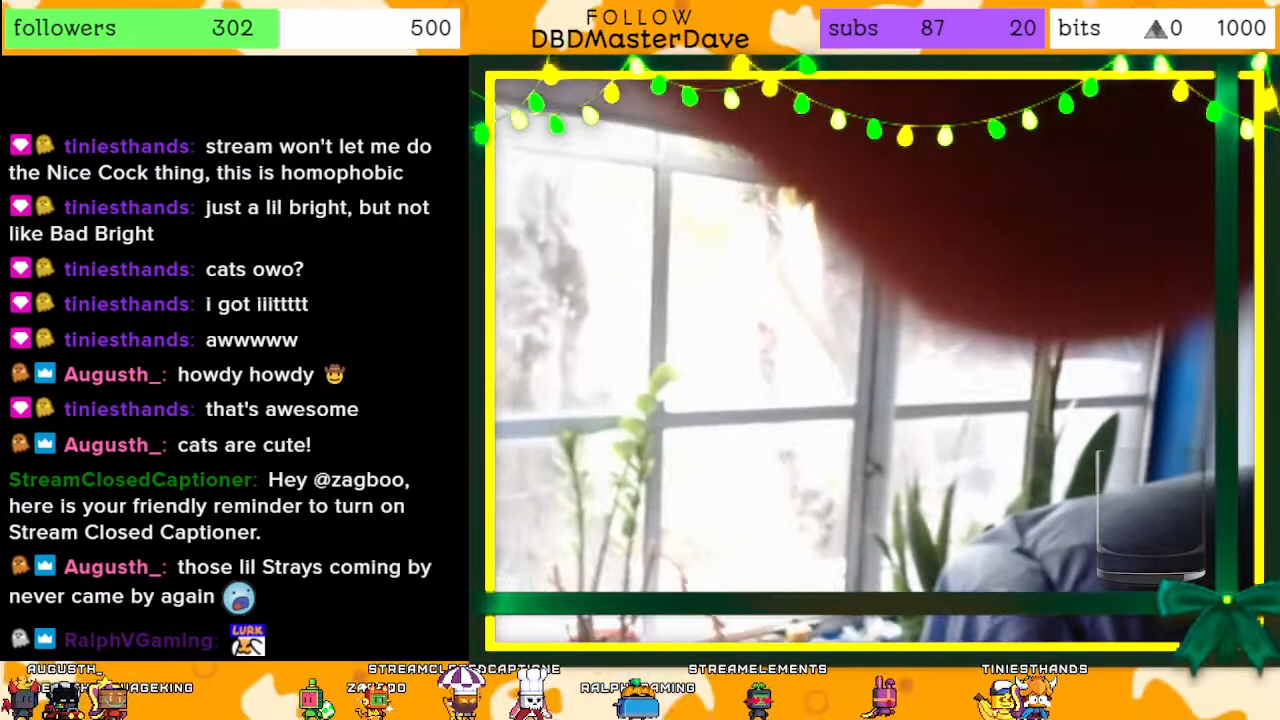 followers 302 500
FOLLOW
DBDMasterDave
subs 87 20
bits 0 1000
tiniesthands: stream won't let me do
the Nice Cock thing, this is homophobic
tiniesthands: just a lil bright, but not
like Bad Bright
tiniesthands: cats owo?
tiniesthands: i got iiittttt
tiniesthands: awwwww
Augusth_: howdy howdy
tiniesthands: that's awesome
Augusth_: cats are cute!
StreamClosedCaptioner: Hey @zagboo,
here is your friendly reminder to turn on
Stream Closed Captioner.
Augusth_: those lil Strays coming by
never came by again
RalphVGaming: LURK
AUGUSTH_ STREAMCLOSEDCAPTIONE STREAMELEMENTS TINIESTHANDS